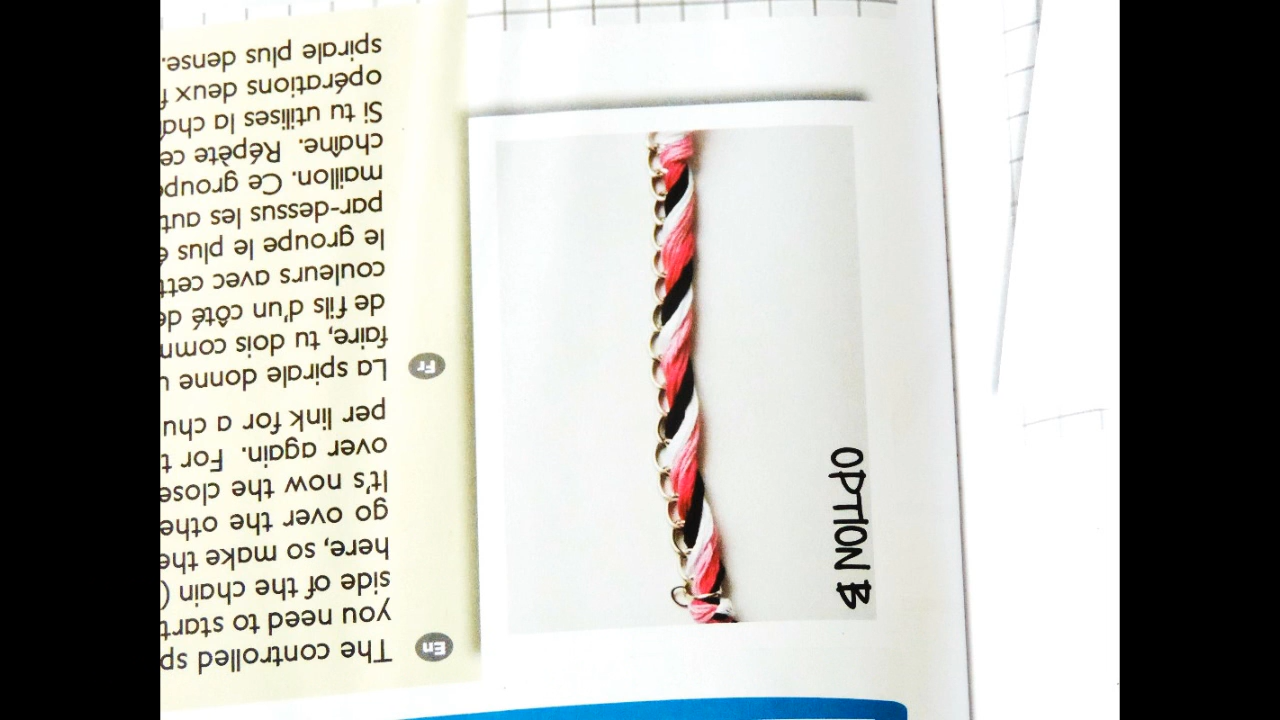 En
The controlled sp
you need to start
side of the chain (
here, so make the
go over the othe
It's now the close
over again. For t
per link for a chu
Fr
La spirale donne u
faire, tu dois comm
de fils d'un côté de
couleurs avec cett
le groupe le plus é
par-dessus les aut
maillon. Ce groupe
chaîne. Répète ce
Si tu utilises la chaî
opérations deux f
spirale plus dense.
OPTION B